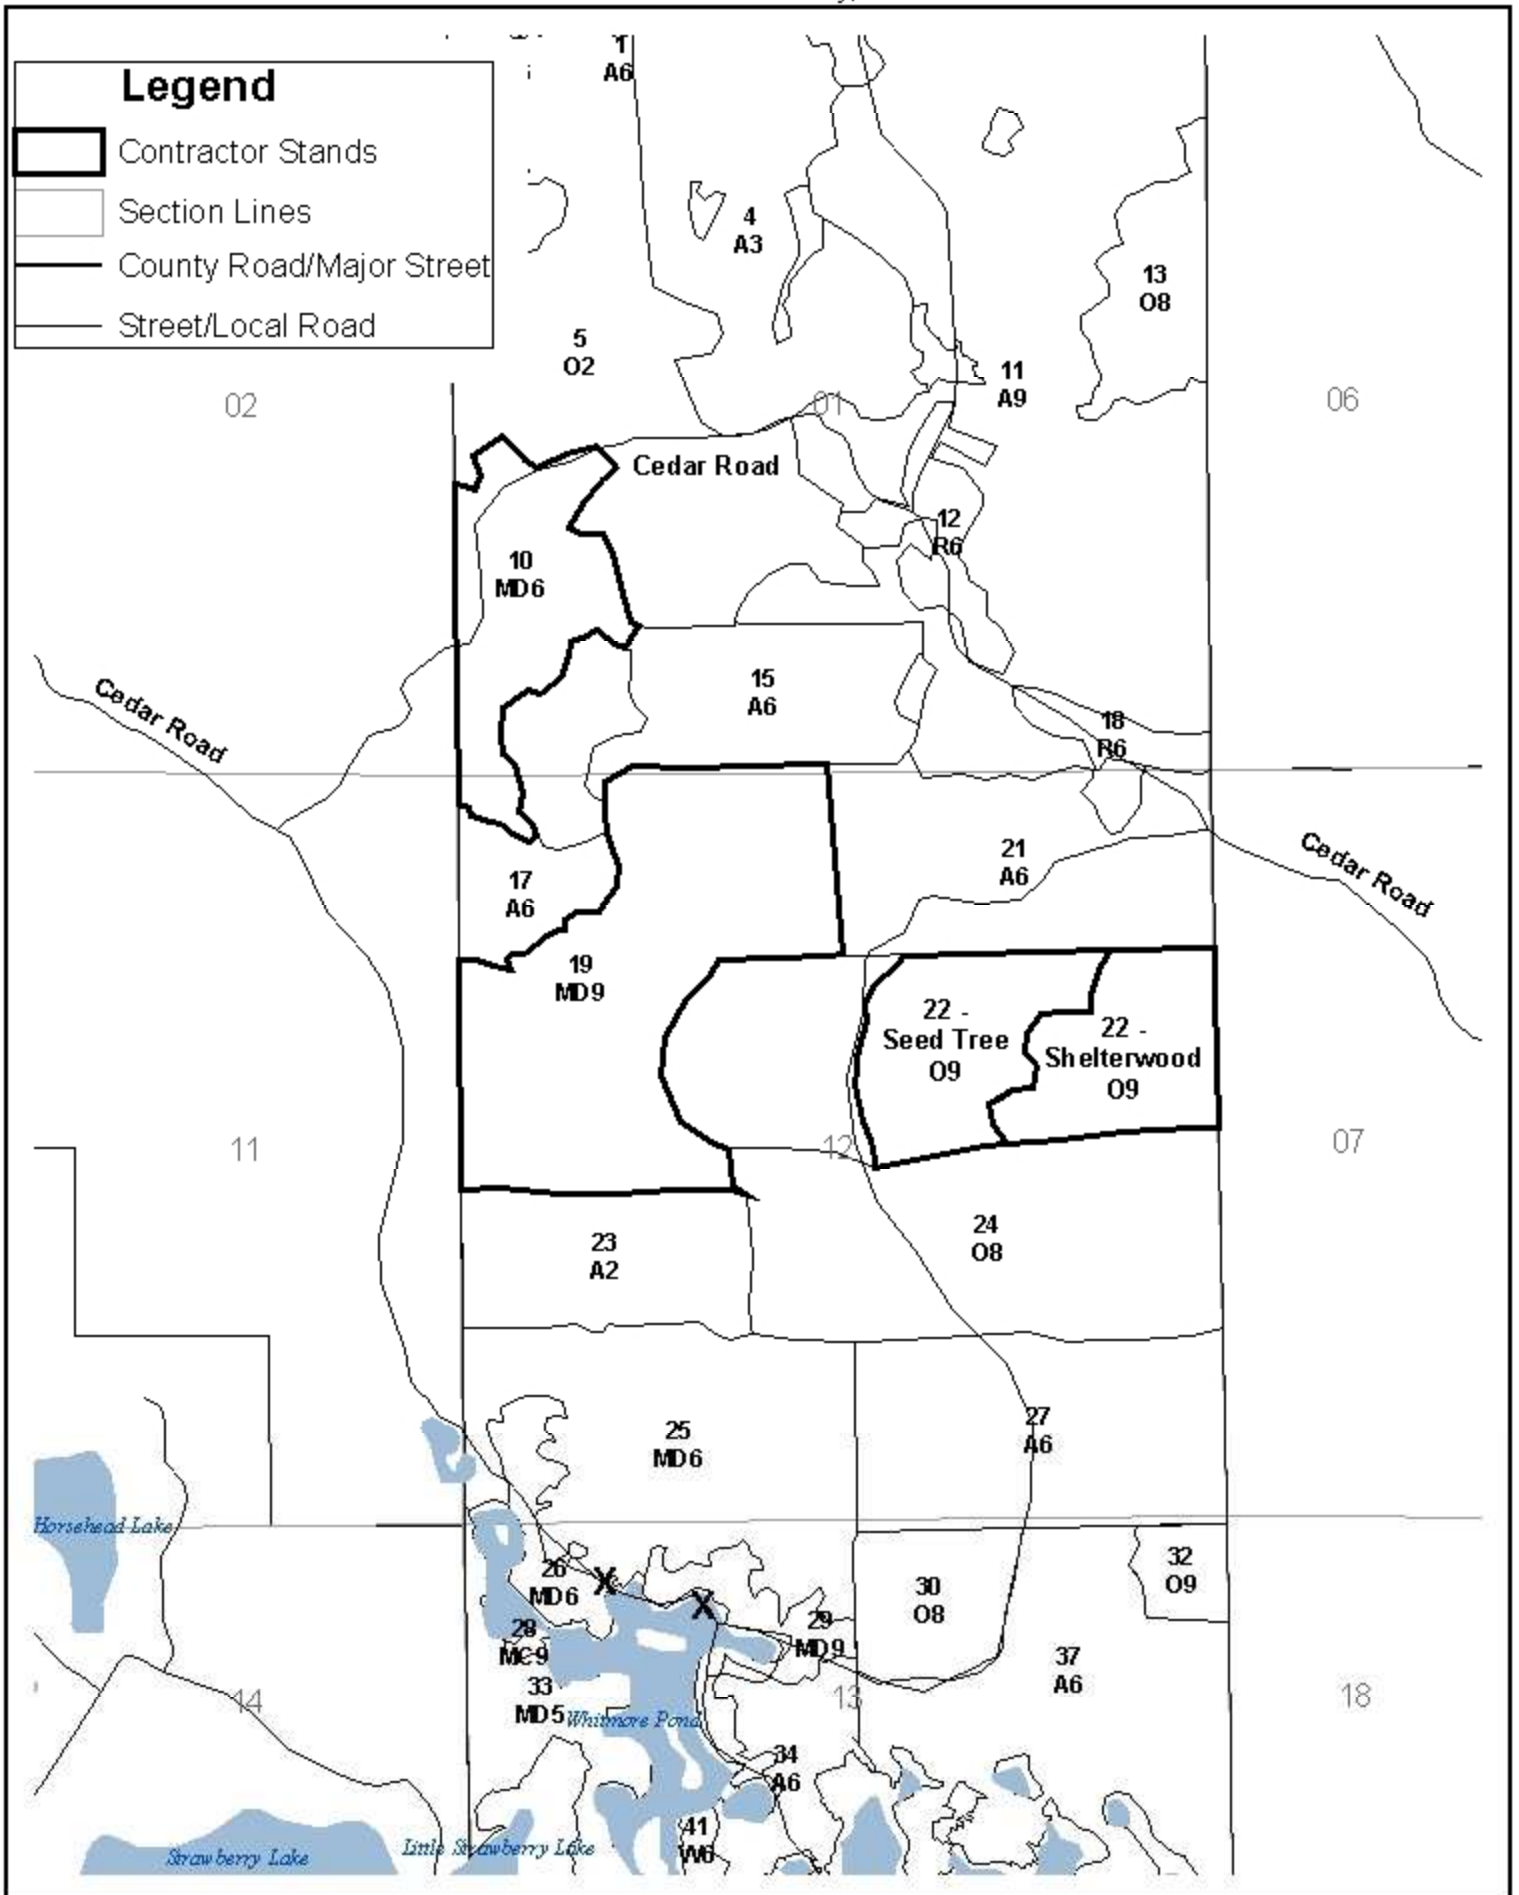 1
A6
Legend
Contractor Stands
Section Lines
County Road/Major Street
Street/Local Road
4
A3
13
O8
5
O2
11
A9
02
01
06
Cedar Road
12
R6
10
MD6
15
A6
Cedar Road
18
R6
21
A6
Cedar Road
17
A6
19
MD9
22 -
Seed Tree
O9
22 -
Shelterwood
O9
11
12
07
23
A2
24
O8
25
MD6
27
A6
Horsehead Lake
26
MD6
X
X
30
O8
32
O9
28
MC9
29
MD9
33
MD5
37
A6
14
Whitmore Pond
13
18
34
A6
41
W6
Strawberry Lake
Little Strawberry Lake